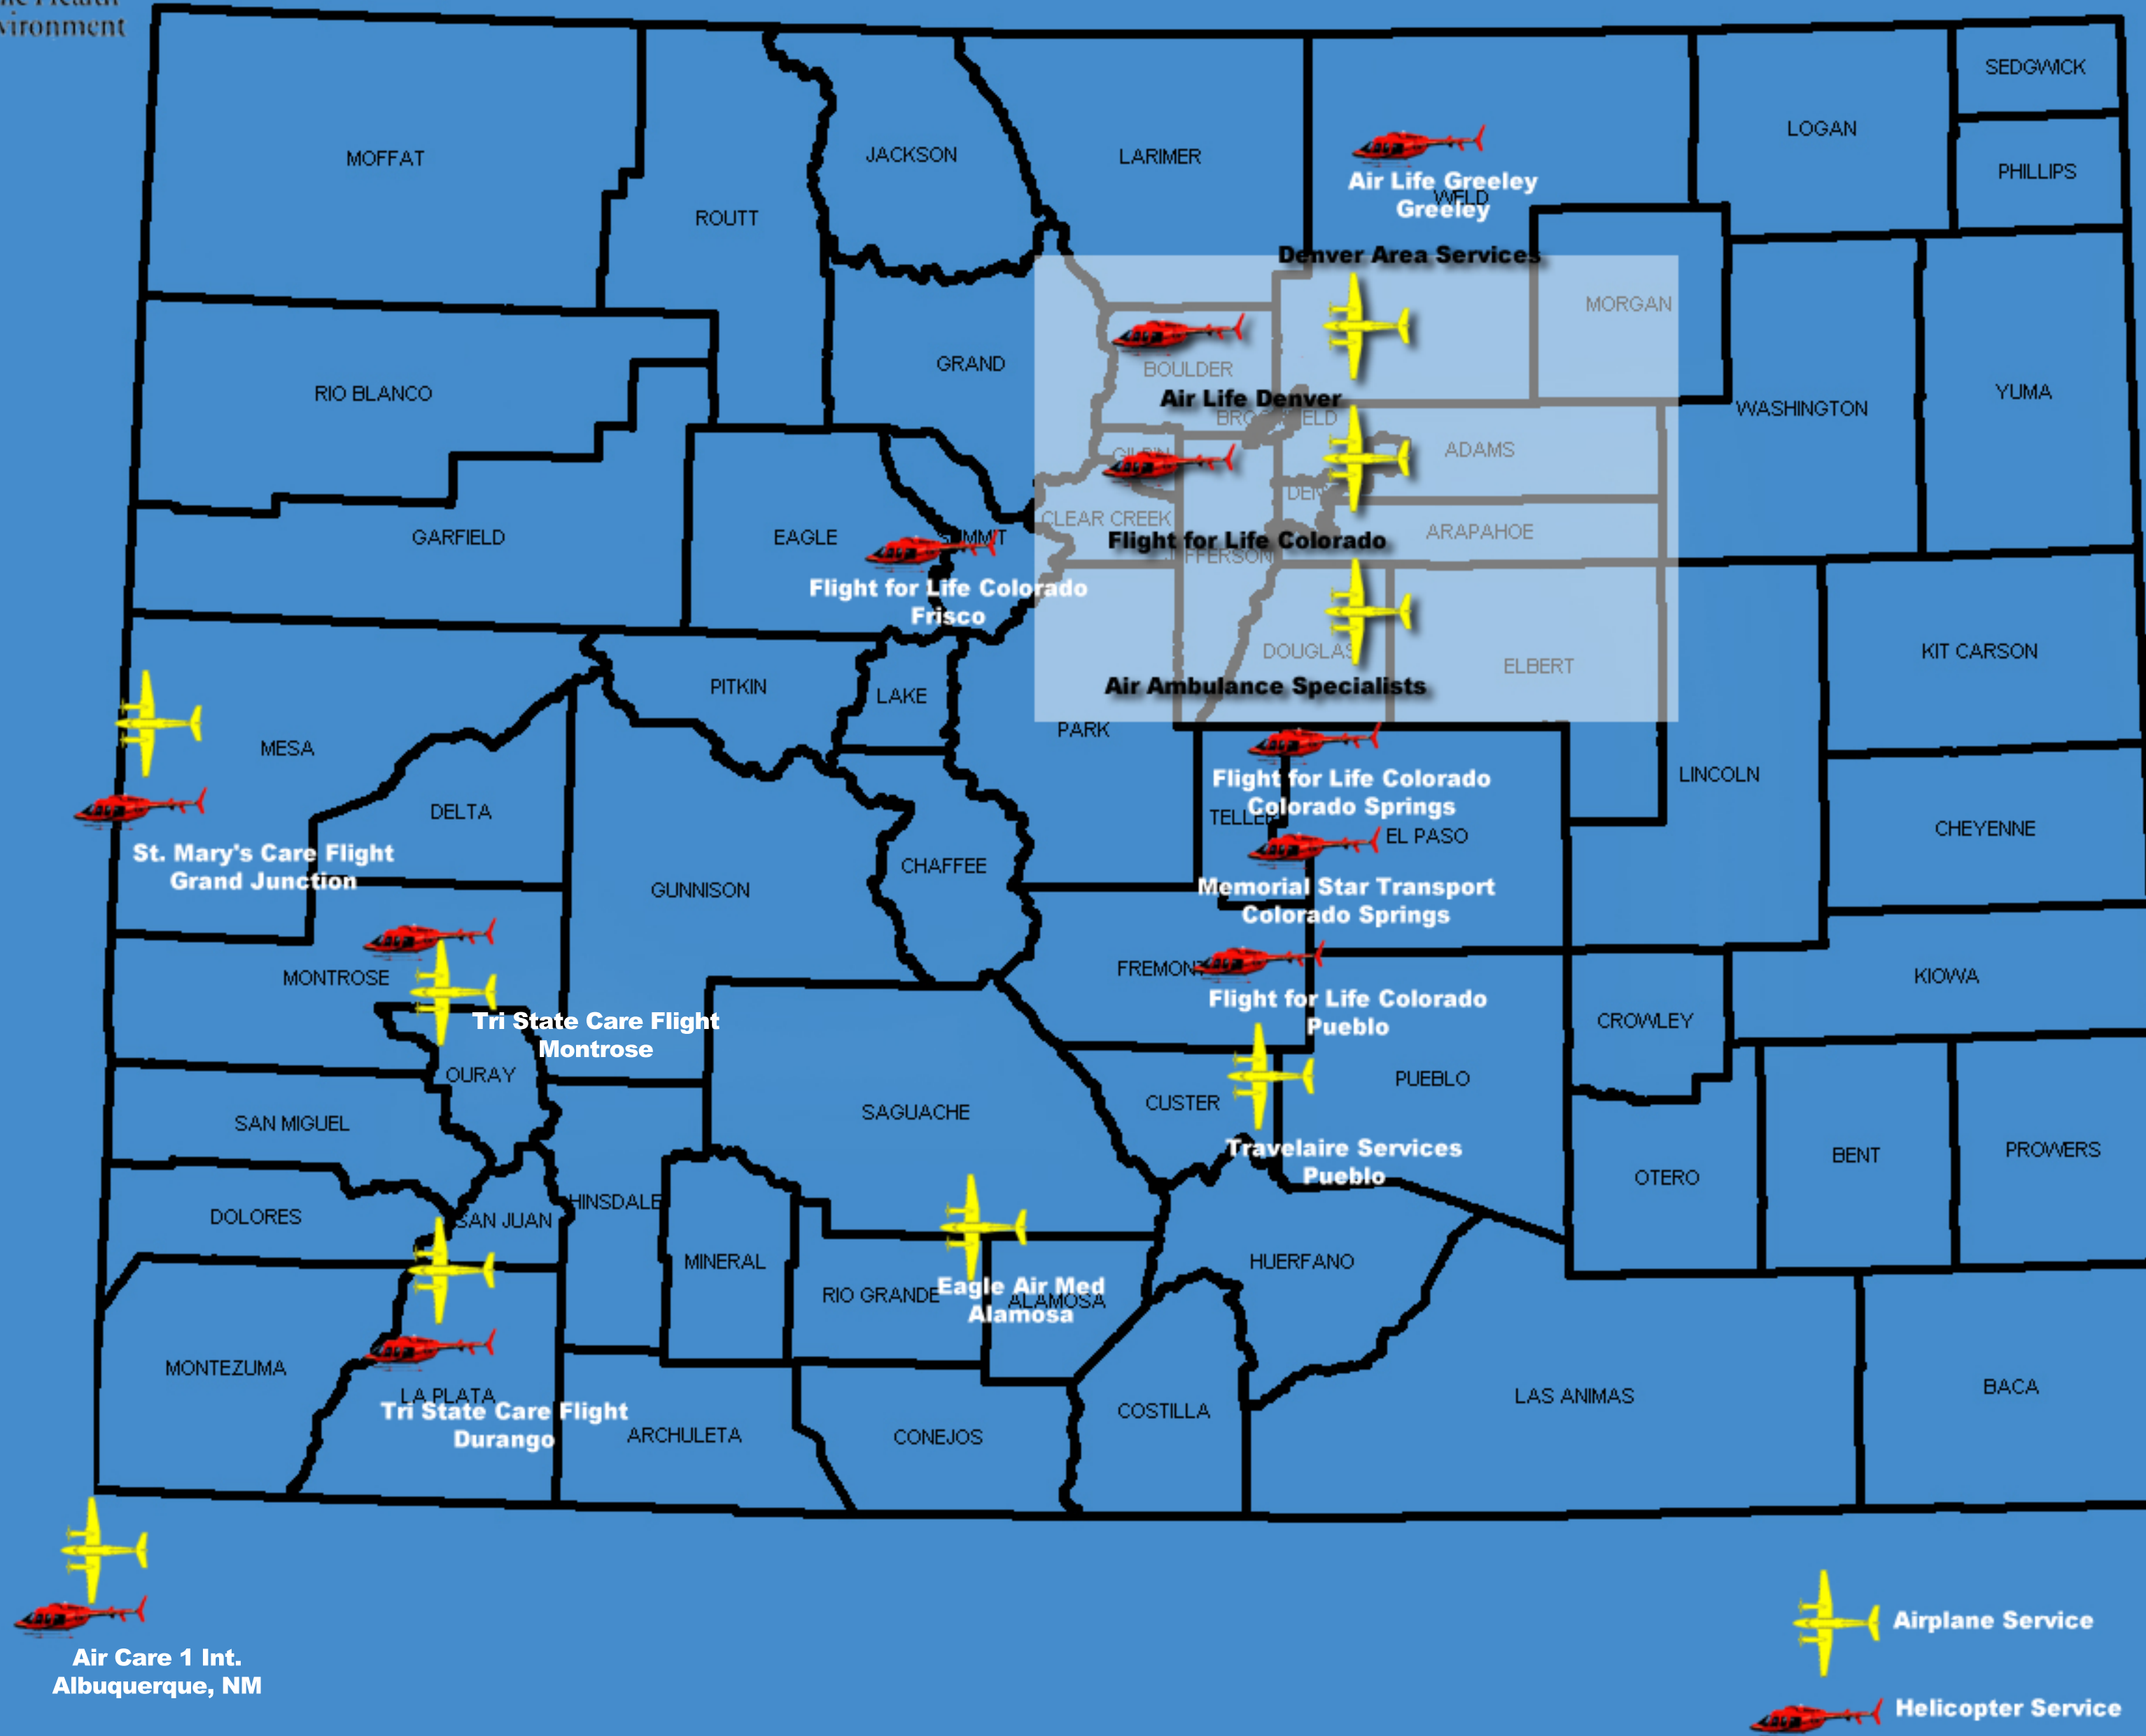 vironment
SEDGWICK
LOGAN
MOFFAT
JACKSON
LARIMER
PHILLIPS
Air Life Greeley
WELD
Greeley
ROUTT
Denver Area Services
MORGAN
GRAND
BOULDER
RIO BLANCO
YUMA
Air Life Denver
WASHINGTON
BROOMFIELD
ADAMS
GILPIN
DEN
CLEAR CREEK
ARAPAHOE
GARFIELD
EAGLE
SUMMIT
Flight for Life Colorado
JEFFERSON
Flight for Life Colorado
Frisco
DOUGLAS
KIT CARSON
ELBERT
PITKIN
LAKE
Air Ambulance Specialists
PARK
MESA
LINCOLN
Flight for Life Colorado
Colorado Springs
DELTA
TELLER
EL PASO
CHEYENNE
St. Mary's Care Flight
Grand Junction
CHAFFEE
GUNNISON
Memorial Star Transport
Colorado Springs
MONTROSE
FREMONT
KIOWA
Flight for Life Colorado
Pueblo
Tri State Care Flight
Montrose
CROWLEY
OURAY
PUEBLO
CUSTER
SAGUACHE
SAN MIGUEL
Travelaire Services
Pueblo
PROWERS
BENT
OTERO
HINSDALE
DOLORES
SAN JUAN
MINERAL
HUERFANO
RIO GRANDE
Eagle Air Med
ALAMOSA
Alamosa
MONTEZUMA
LA PLATA
Tri State Care Flight
Durango
BACA
LAS ANIMAS
COSTILLA
ARCHULETA
CONEJOS
Airplane Service
Air Care 1 Int.
Albuquerque, NM
Helicopter Service